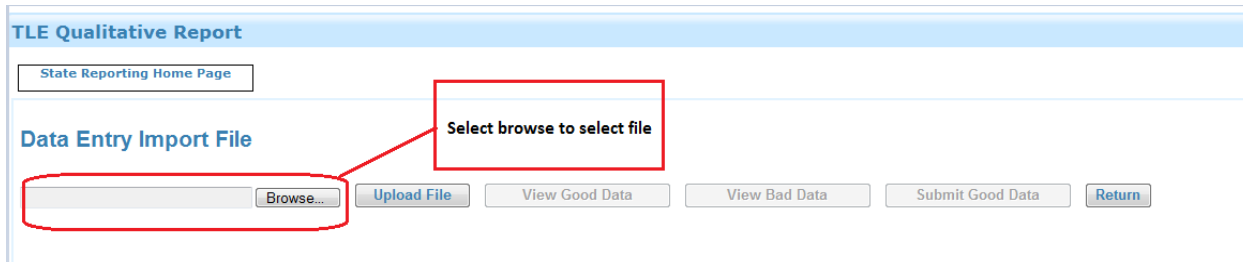 TLE Qualitative Report
State Reporting Home Page
Select browse to select file
Data Entry Import File
Browse... Upload File View Good Data View Bad Data Submit Good Data Return